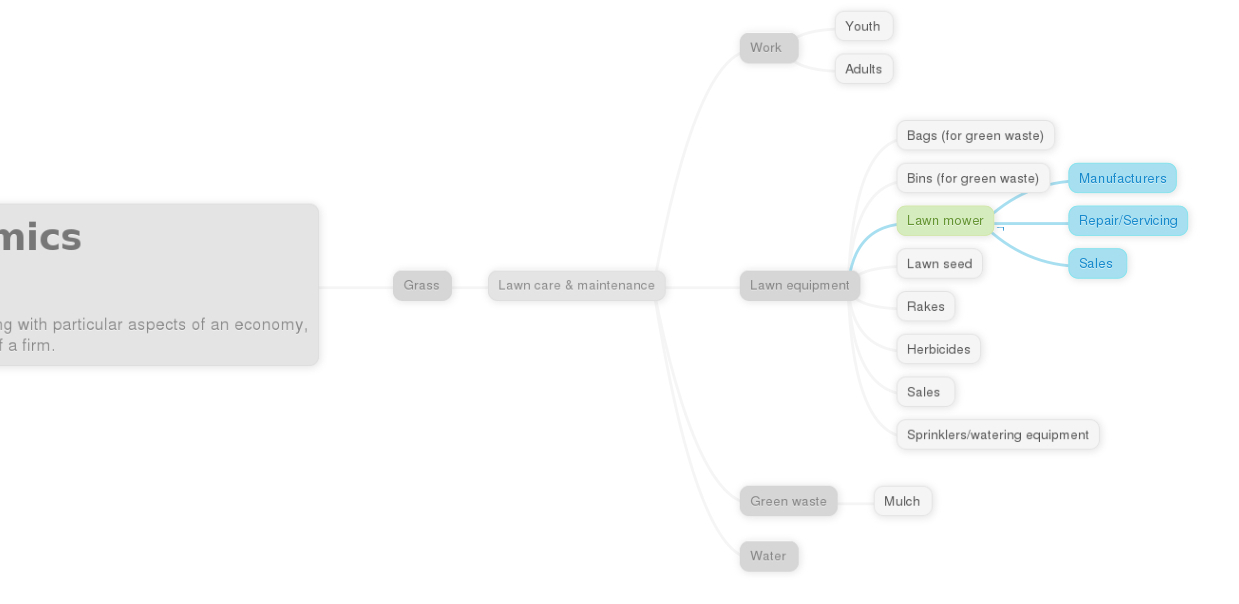 mics
ng with particular aspects of an economy,
f a firm.
Grass
Lawn care & maintenance
Work
Youth
Adults
Lawn equipment
Bags (for green waste)
Bins (for green waste)
Lawn mower
Manufacturers
Repair/Servicing
Sales
Lawn seed
Rakes
Herbicides
Sales
Sprinklers/watering equipment
Green waste
Mulch
Water